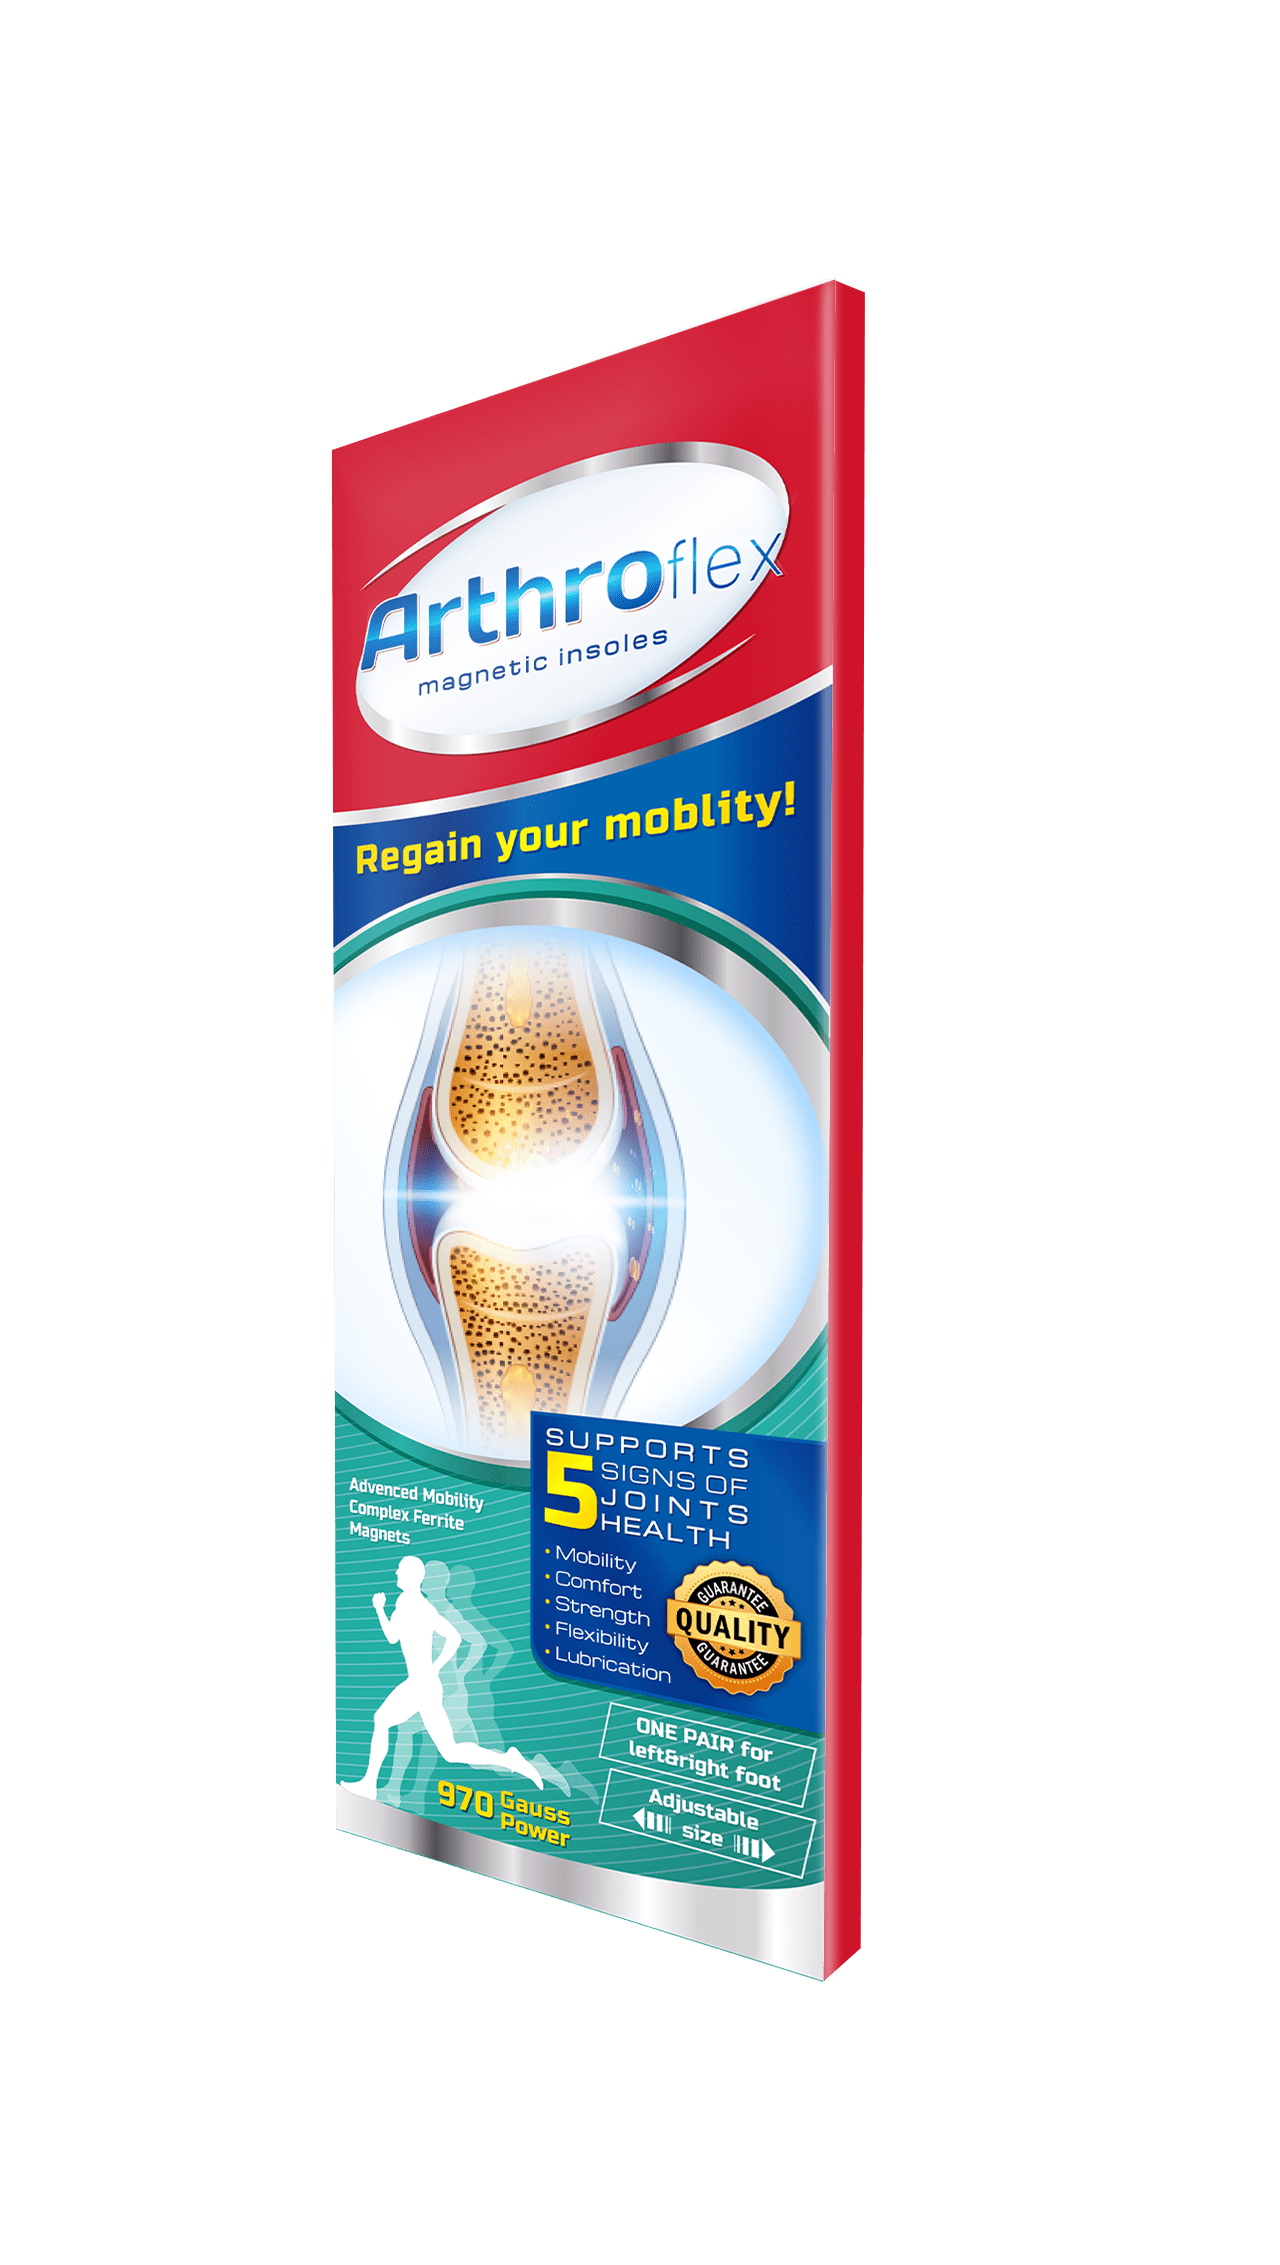 Arthroflex
magnetic insoles
Regain your moblity!
SUPPORTS
5 SIGNS OF
JOINTS
HEALTH
• Mobility
• Comfort
• Strength
• Flexibility
• Lubrication
GUARANTEE
QUALITY
GUARANTEE
Advenced Mobility
Complex Ferrite
Magnets
970 Gauss
Power
ONE PAIR for
left&right foot
Adjustable
size